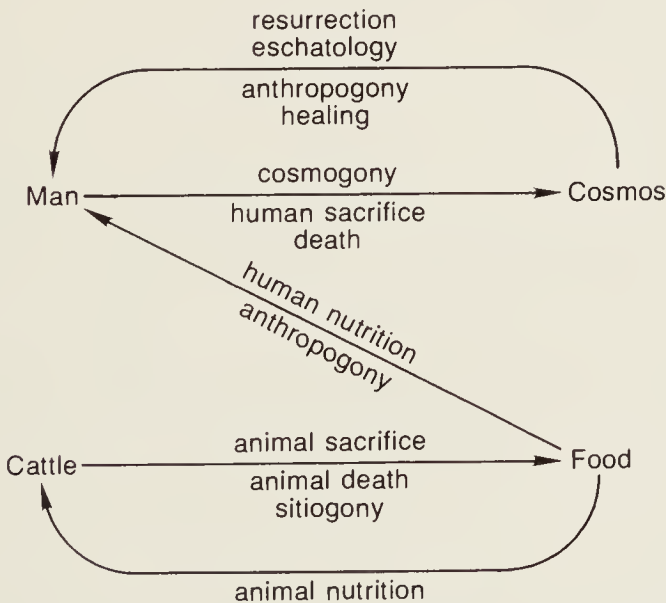 resurrection
eschatology
anthropogony
healing
Man
cosmogony
Cosmos
human sacrifice
death
human nutrition
anthropogony
Cattle
animal sacrifice
Food
animal death
sitiogony
animal nutrition